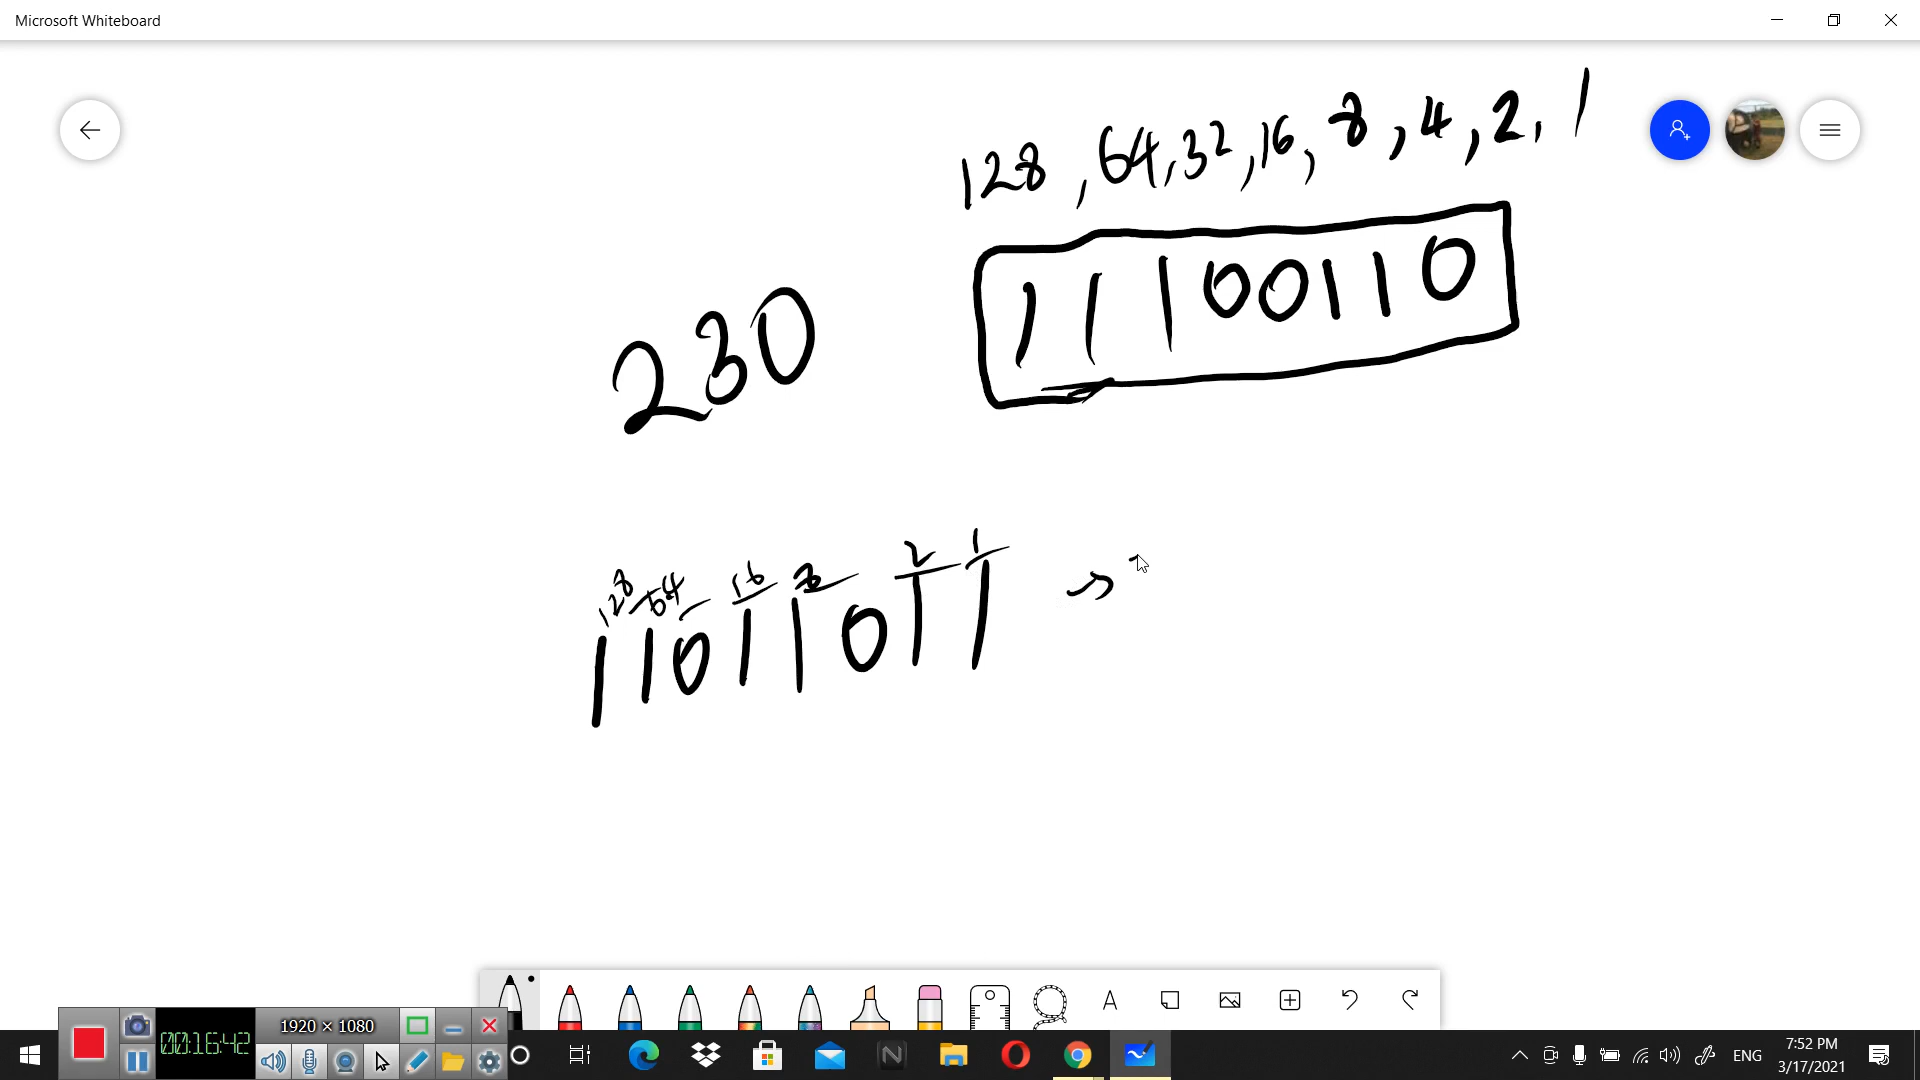 Microsoft Whiteboard
128, 64, 32, 16, 8, 4, 2, 1
230
11100110
128 64 16 8 2 1
11011011
A
00:16:42
1920 × 1080
N
ENG
7:52 PM
3/17/2021